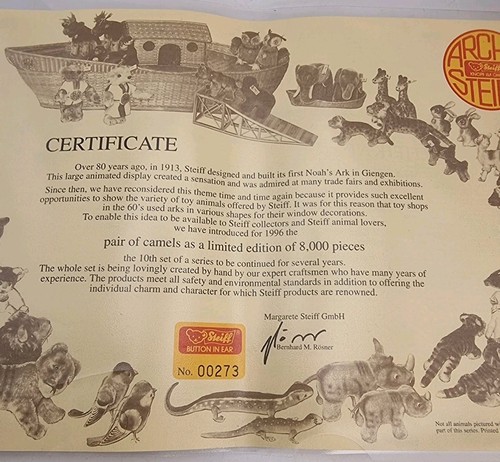 ARCH
Steiff
STEIF
CERTIFICATE
Over 80 years ago, in 1913, Steiff designed and built its first Noah's Ark in Giengen.
This large animated display created a sensation and was admired at many trade fairs and exhibitions.
Since then, we have reconsidered this theme time and time again because it provides such excellent
opportunities to show the variety of toy animals offered by Steiff. It was for this reason that toy shops
in the 60's used arks in various shapes for their window decorations.
To enable this idea to be available to Steiff collectors and Steiff animal lovers,
we have introduced for 1996 the
pair of camels as a limited edition of 8,000 pieces
the 10th set of a series to be continued for several years.
The whole set is being lovingly created by hand by our expert craftsmen who have many years of
experience. The products meet all safety and environmental standards in addition to offering the
individual charm and character for which Steiff products are renowned.
Margarete Steiff GmbH
Bernhard M. Rösner
Steiff
BUTTON IN EAR
No. 00273
Not all animals pictured
part of this series. Printed